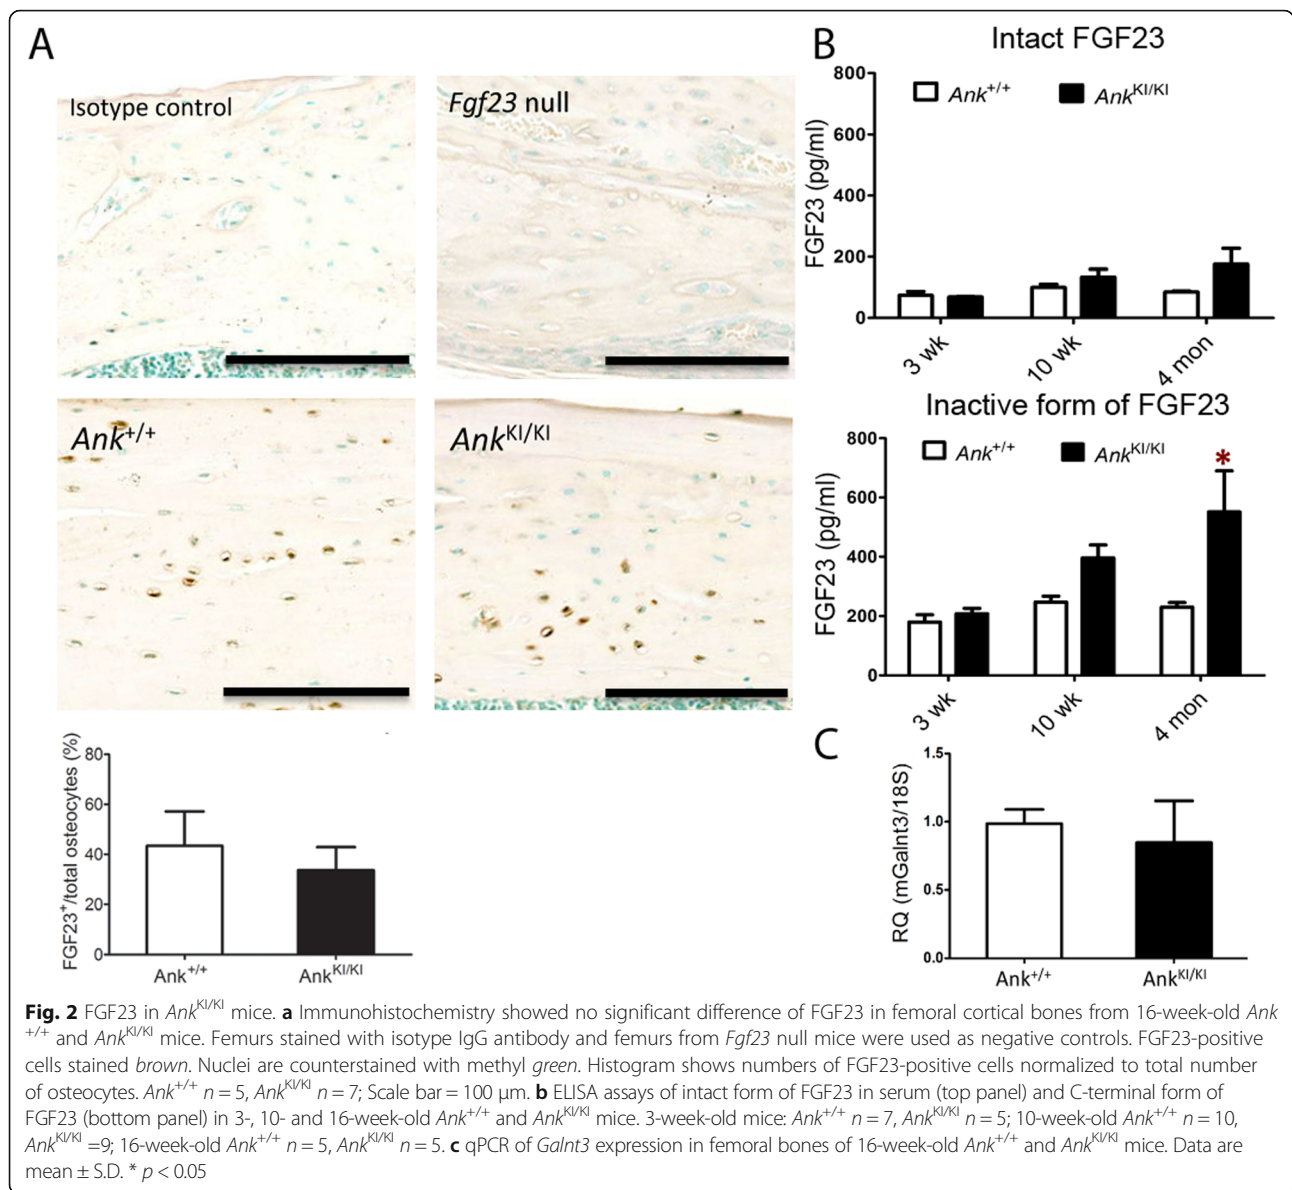 A
Isotype control
Fgf23 null
Ank+/+
AnkKI/KI
FGF23+/total osteocytes (%)
80
60
40
20
0
Ank+/+
AnkKI/KI
B
Intact FGF23
Ank+/+
AnkKI/KI
FGF23 (pg/ml)
800
600
400
200
0
3 wk
10 wk
4 mon
Inactive form of FGF23
Ank+/+
AnkKI/KI
*
FGF23 (pg/ml)
800
600
400
200
0
3 wk
10 wk
4 mon
C
RQ (mGalnt3/18S)
1.5
1.0
0.5
0.0
Ank+/+
AnkKI/KI
Fig. 2 FGF23 in AnkKI/KI mice. a Immunohistochemistry showed no significant difference of FGF23 in femoral cortical bones from 16-week-old Ank
+/+ and AnkKI/KI mice. Femurs stained with isotype IgG antibody and femurs from Fgf23 null mice were used as negative controls. FGF23-positive
cells stained brown. Nuclei are counterstained with methyl green. Histogram shows numbers of FGF23-positive cells normalized to total number
of osteocytes. Ank+/+ n = 5, AnkKI/KI n = 7; Scale bar = 100 μm. b ELISA assays of intact form of FGF23 in serum (top panel) and C-terminal form of
FGF23 (bottom panel) in 3-, 10- and 16-week-old Ank+/+ and AnkKI/KI mice. 3-week-old mice: Ank+/+ n = 7, AnkKI/KI n = 5; 10-week-old Ank+/+ n = 10,
AnkKI/KI =9; 16-week-old Ank+/+ n = 5, AnkKI/KI n = 5. c qPCR of Galnt3 expression in femoral bones of 16-week-old Ank+/+ and AnkKI/KI mice. Data are
mean ± S.D. * p < 0.05